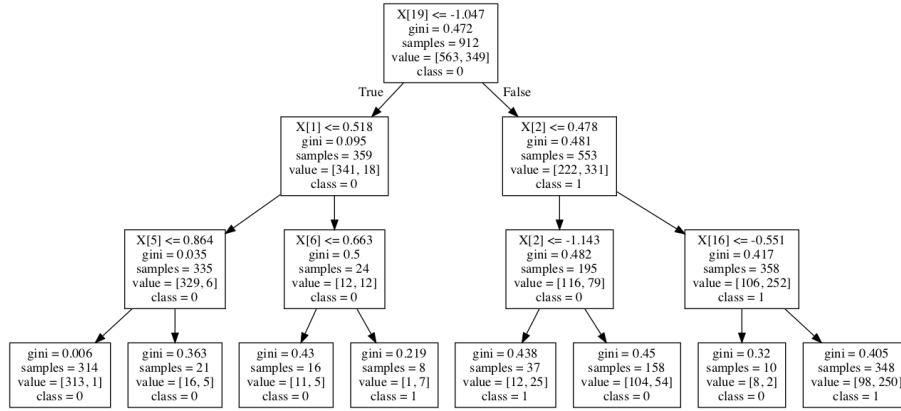 X[19] <= -1.047
gini = 0.472
samples = 912
value = [563, 349]
class = 0
True
False
X[1] <= 0.518
gini = 0.095
samples = 359
value = [341, 18]
class = 0
X[2] <= 0.478
gini = 0.481
samples = 553
value = [222, 331]
class = 1
X[5] <= 0.864
gini = 0.035
samples = 335
value = [329, 6]
class = 0
X[6] <= 0.663
gini = 0.5
samples = 24
value = [12, 12]
class = 0
X[2] <= -1.143
gini = 0.482
samples = 195
value = [116, 79]
class = 0
X[16] <= -0.551
gini = 0.417
samples = 358
value = [106, 252]
class = 1
gini = 0.006
samples = 314
value = [313, 1]
class = 0
gini = 0.363
samples = 21
value = [16, 5]
class = 0
gini = 0.43
samples = 16
value = [11, 5]
class = 0
gini = 0.219
samples = 8
value = [1, 7]
class = 1
gini = 0.438
samples = 37
value = [12, 25]
class = 1
gini = 0.45
samples = 158
value = [104, 54]
class = 0
gini = 0.32
samples = 10
value = [8, 2]
class = 0
gini = 0.405
samples = 348
value = [98, 250]
class = 1